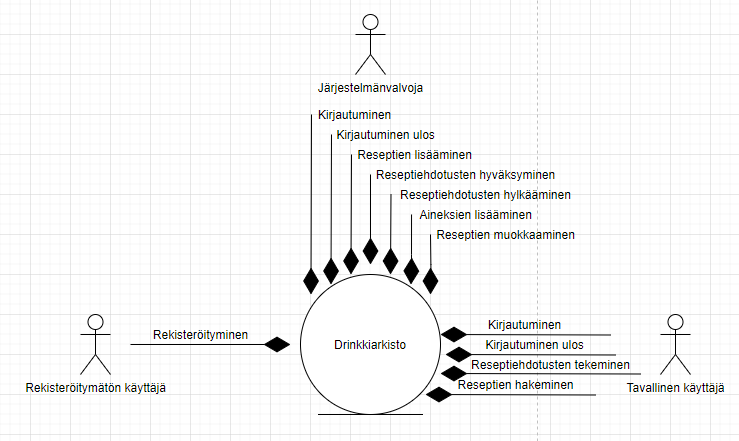 Järjestelmänvalvoja
Kirjautuminen
Kirjautuminen ulos
Reseptien lisääminen
Reseptiehdotusten hyväksyminen
Reseptiehdotusten hylkääminen
Aineksien lisääminen
Reseptien muokkaaminen
Rekisteröityminen
Rekisteröitymätön käyttäjä
Drinkkiarkisto
Kirjautuminen
Kirjautuminen ulos
Reseptiehdotusten tekeminen
Reseptien hakeminen
Tavallinen käyttäjä